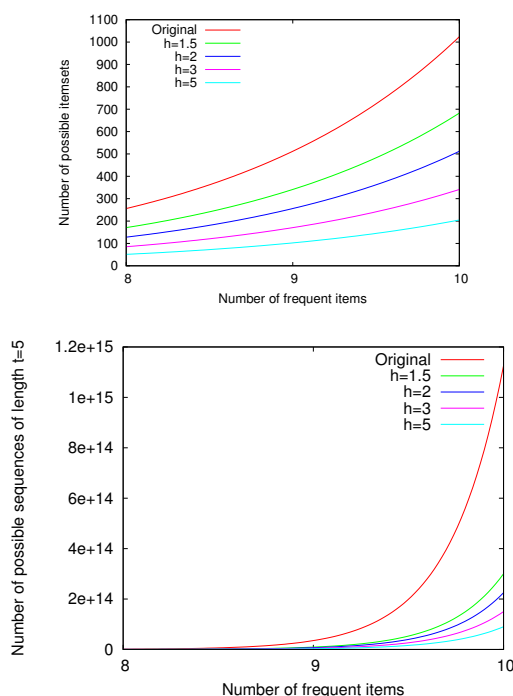 Number of possible itemsets
1100
1000
900
800
700
600
500
400
300
200
100
0
Original
h=1.5
h=2
h=3
h=5
8 9 10
Number of frequent items
Number of possible sequences of length t=5
1.2e+15
1e+15
8e+14
6e+14
4e+14
2e+14
0
Original
h=1.5
h=2
h=3
h=5
8 9 10
Number of frequent items